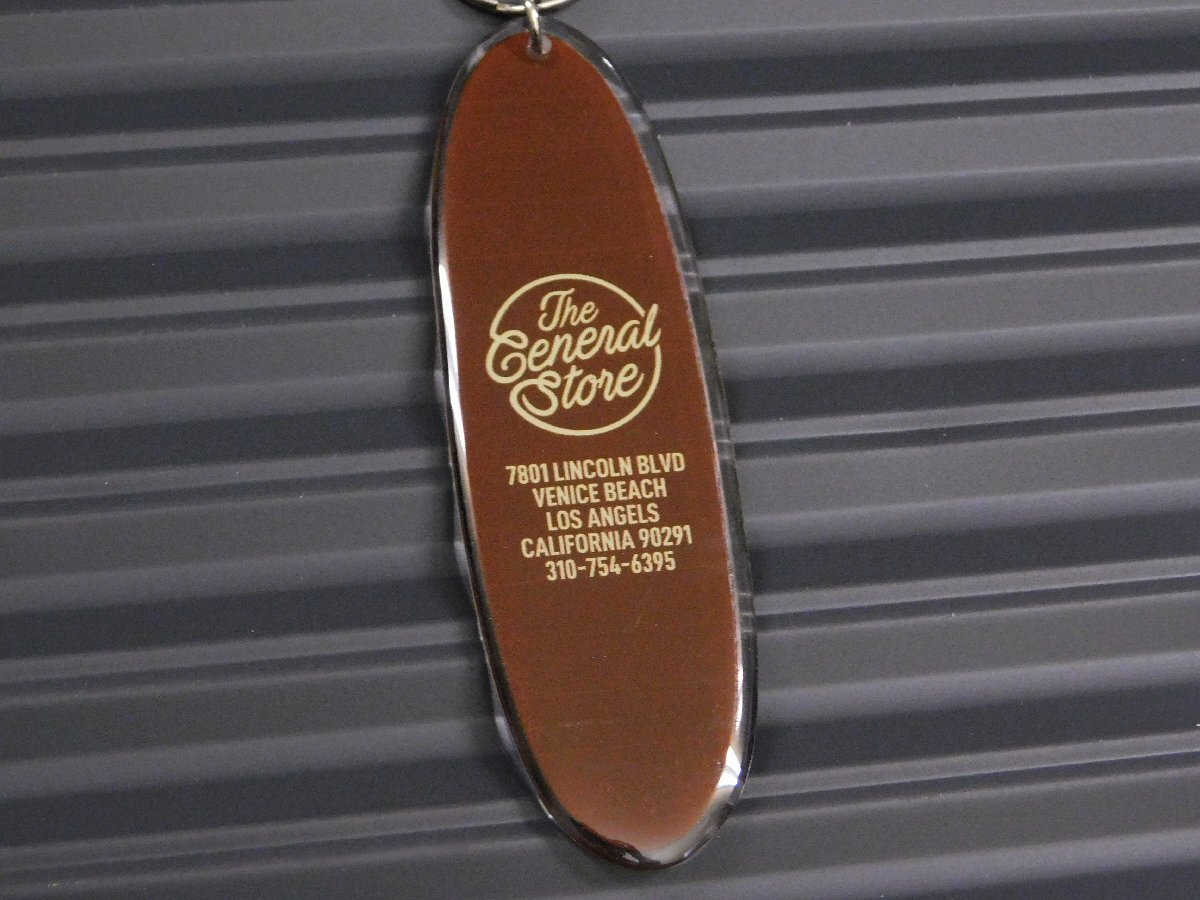 The
General
Store
7801 LINCOLN BLVD
VENICE BEACH
LOS ANGELS
CALIFORNIA 90291
310-754-6395